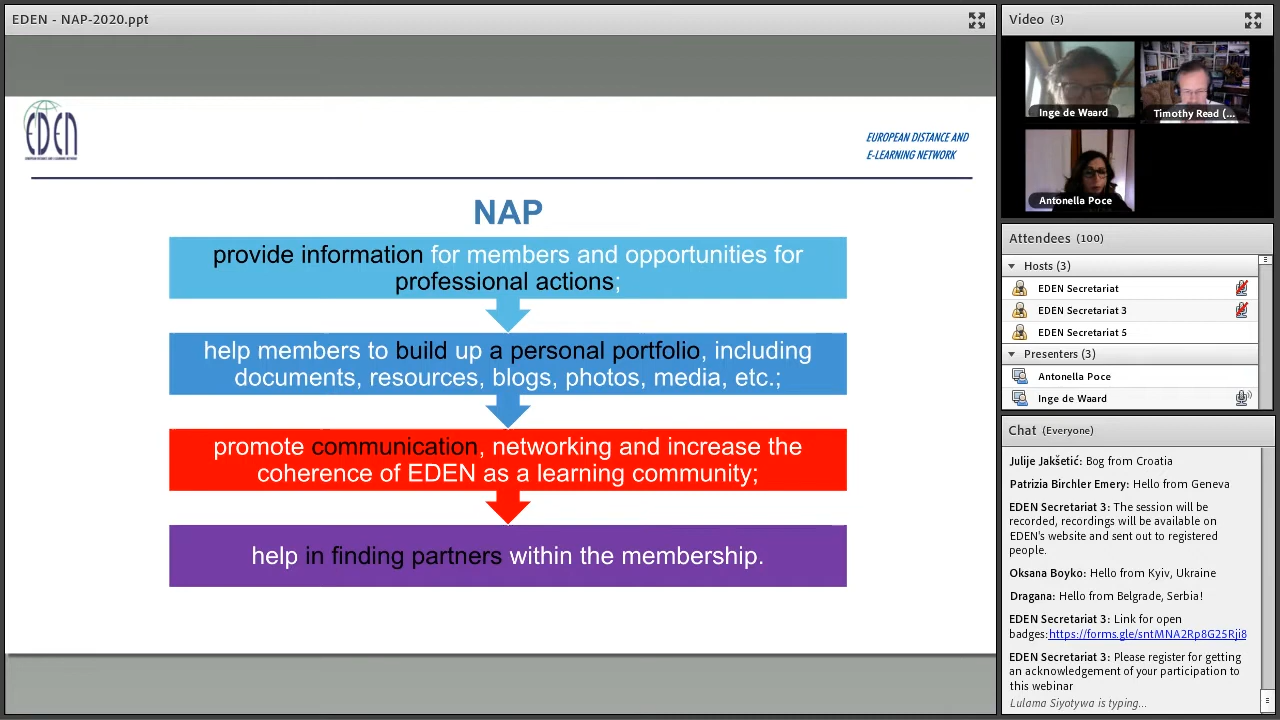 EDEN - NAP-2020.ppt
EDEN
EUROPEAN DISTANCE AND
E-LEARNING NETWORK
NAP
provide information for members and opportunities for
professional actions;
help members to build up a personal portfolio, including
documents, resources, blogs, photos, media, etc.;
promote communication, networking and increase the
coherence of EDEN as a learning community;
help in finding partners within the membership.
Video (3)
Inge de Waard
Timothy Read (...
Antonella Poce
Attendees (100)
Hosts (3)
EDEN Secretariat
EDEN Secretariat 3
EDEN Secretariat 5
Presenters (3)
Antonella Poce
Inge de Waard
Chat (Everyone)
Julije Jakšetić: Bog from Croatia
Patrizia Birchler Emery: Hello from Geneva
EDEN Secretariat 3: The session will be
recorded, recordings will be available on
EDEN's website and sent out to registered
people.
Oksana Boyko: Hello from Kyiv, Ukraine
Dragana: Hello from Belgrade, Serbia!
EDEN Secretariat 3: Link for open
badges:https://forms.gle/sntMNA2Rp8G25Rji8
EDEN Secretariat 3: Please register for getting
an acknowledgement of your participation to
this webinar
Lulama Siyotywa is typing...